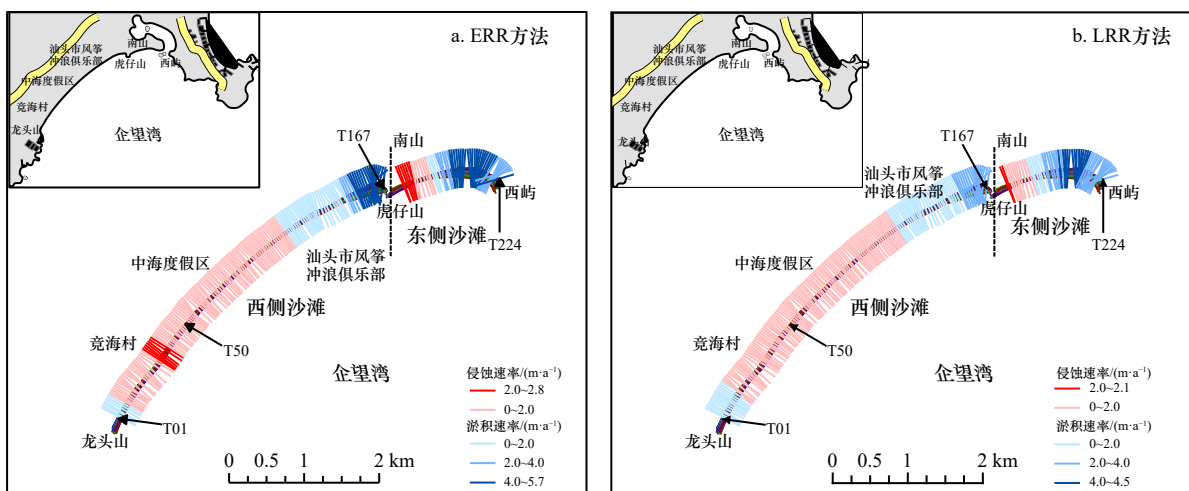 a. ERR方法
南山
汕头市风筝
冲浪俱乐部
虎仔山
西屿
中海度假区
竞海村
龙头山
企望湾
T167
南山
虎仔山
西屿
东侧沙滩
T224
汕头市风筝
冲浪俱乐部
中海度假区
西侧沙滩
竞海村
T50
企望湾
T01
龙头山
侵蚀速率/(m·a⁻¹)
2.0~2.8
0~2.0
淤积速率/(m·a⁻¹)
0~2.0
2.0~4.0
4.0~5.7
0 0.5 1 2 km
b. LRR方法
南山
汕头市风筝
冲浪俱乐部
虎仔山
西屿
中海度假区
竞海村
龙头山
企望湾
T167
南山
汕头市风筝
冲浪俱乐部
虎仔山
西屿
东侧沙滩
T224
中海度假区
西侧沙滩
竞海村
T50
企望湾
T01
龙头山
侵蚀速率/(m·a⁻¹)
2.0~2.1
0~2.0
淤积速率/(m·a⁻¹)
0~2.0
2.0~4.0
4.0~4.5
0 0.5 1 2 km